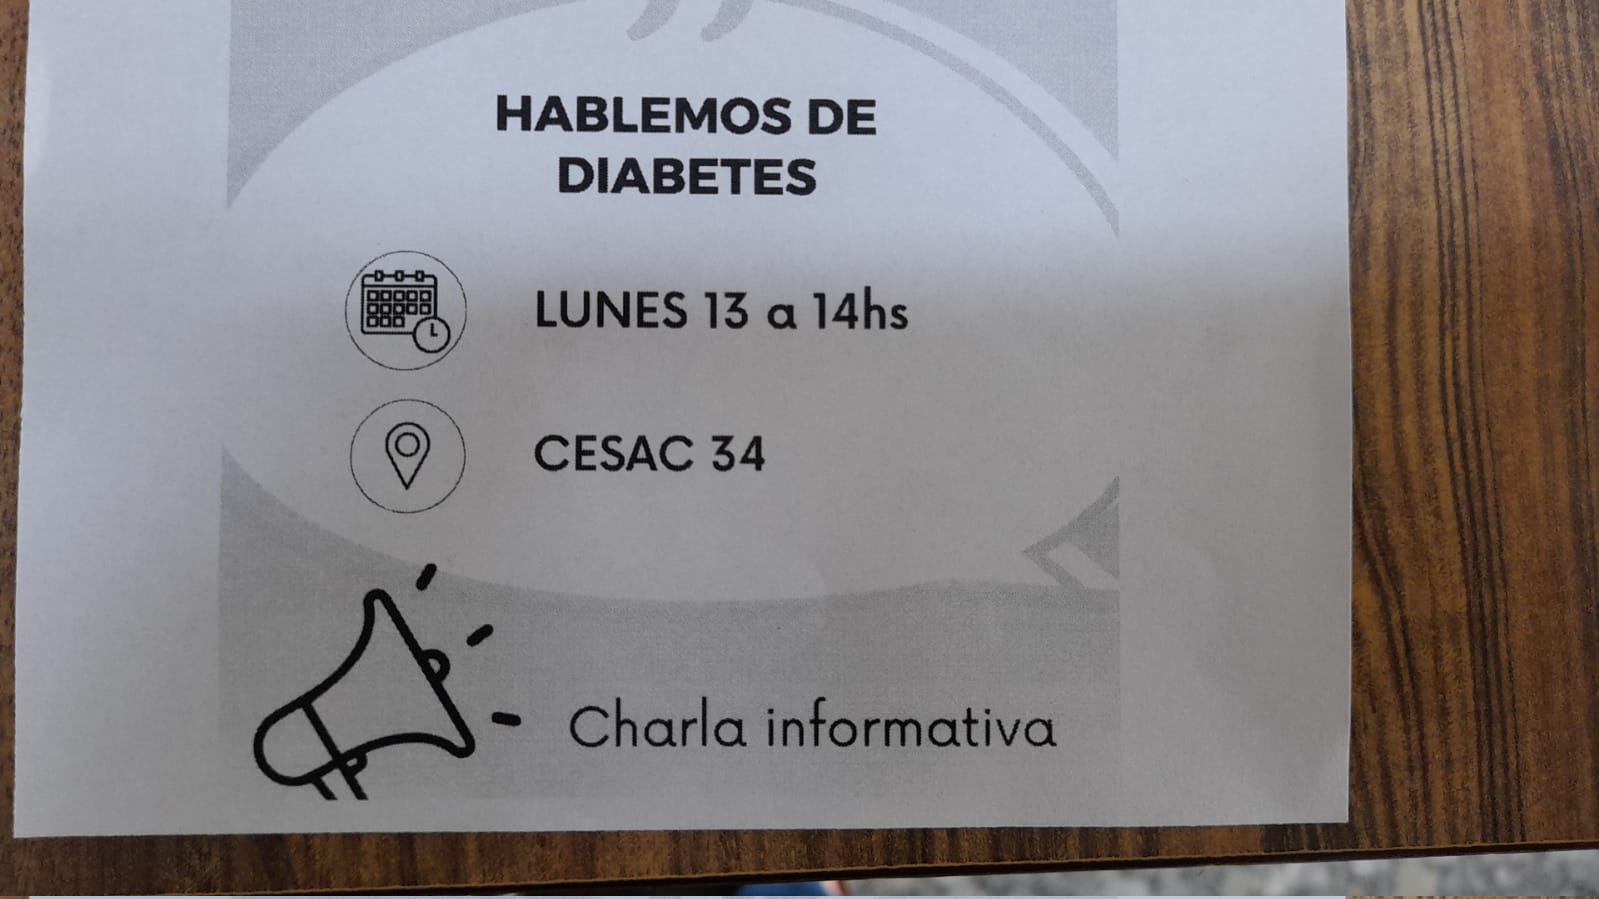 HABLEMOS DE
DIABETES
LUNES 13 a 14hs
CESAC 34
Charla informativa